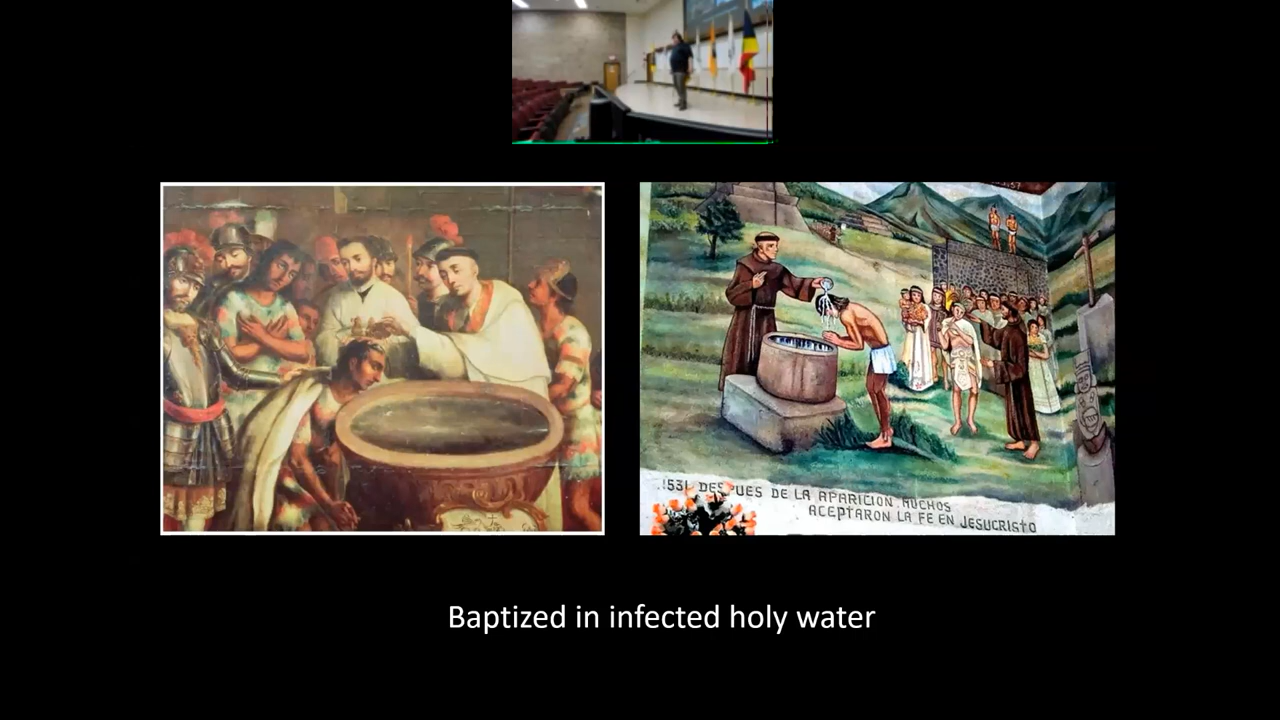 1531 DESPUES DE LA APARICION MUCHOS
ACEPTARON LA FE EN JESUCRISTO
Baptized in infected holy water